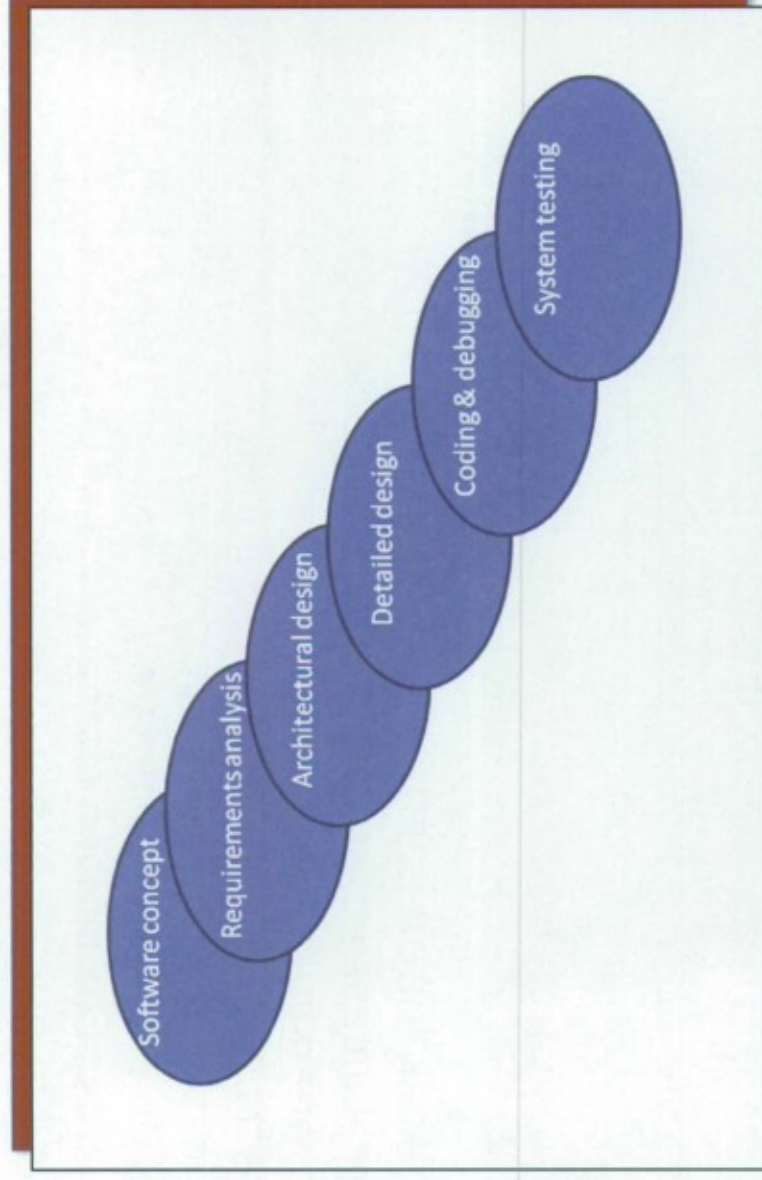 Software concept
Requirements analysis
Architectural design
Detailed design
Coding & debugging
System testing